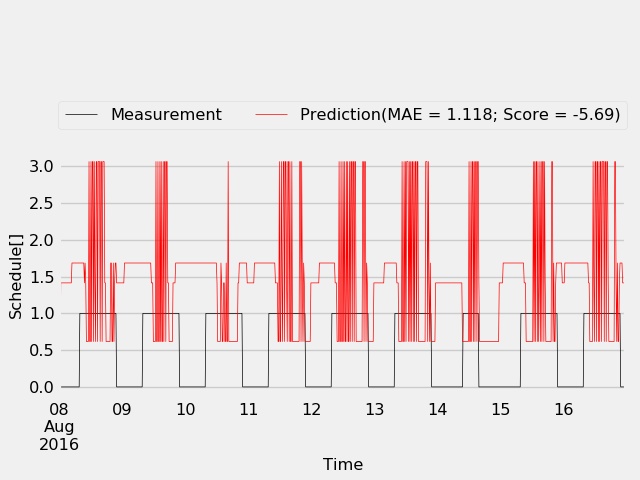 Measurement
Prediction(MAE = 1.118; Score = -5.69)
3.0
2.5
2.0
1.5
1.0
0.5
0.0
Schedule[]
08 09 10 11 12 13 14 15 16
Aug
2016
Time